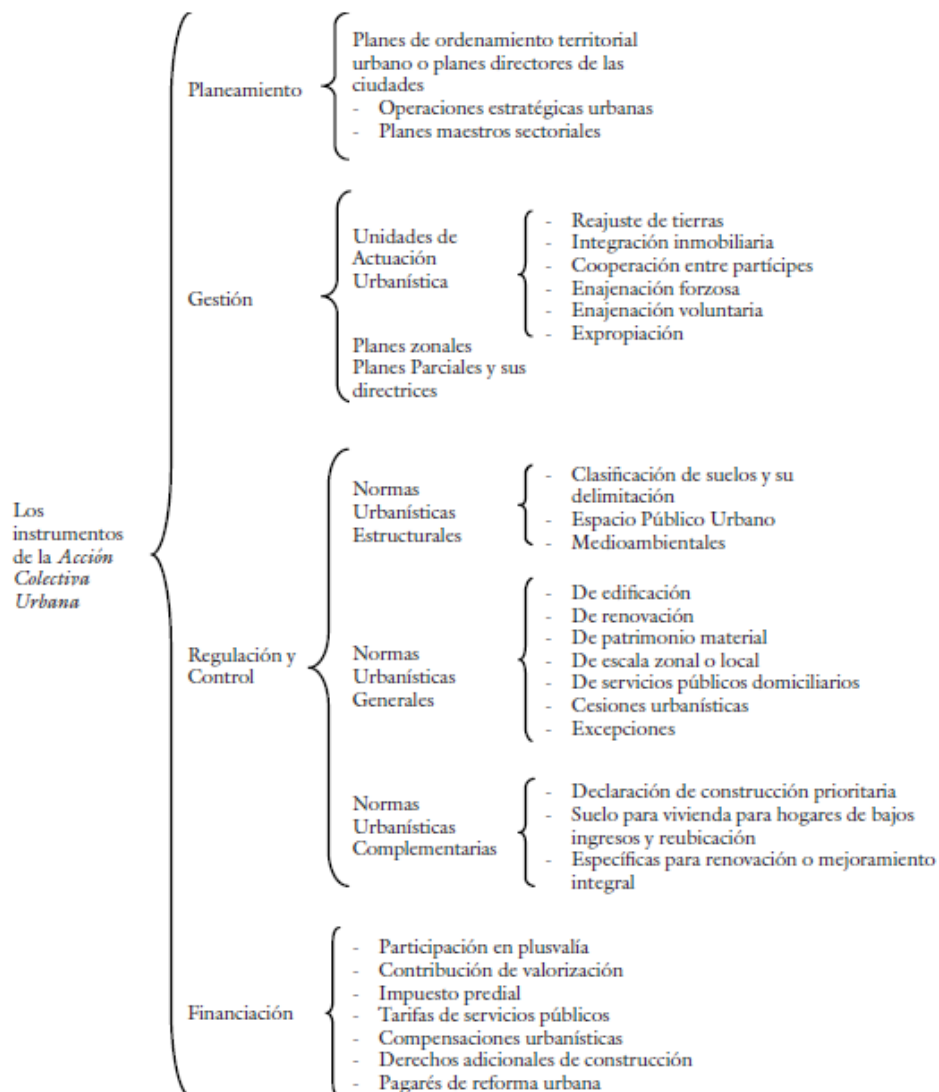 Los
instrumentos
de la Acción
Colectiva
Urbana
Planeamiento
Planes de ordenamiento territorial
urbano o planes directores de las
ciudades
- Operaciones estratégicas urbanas
- Planes maestros sectoriales
Gestión
Unidades de
Actuación
Urbanística
- Reajuste de tierras
- Integración inmobiliaria
- Cooperación entre partícipes
- Enajenación forzosa
- Enajenación voluntaria
- Expropiación
Planes zonales
Planes Parciales y sus
directrices
Regulación y
Control
Normas
Urbanísticas
Estructurales
- Clasificación de suelos y su
delimitación
- Espacio Público Urbano
- Medioambientales
Normas
Urbanísticas
Generales
- De edificación
- De renovación
- De patrimonio material
- De escala zonal o local
- De servicios públicos domiciliarios
- Cesiones urbanísticas
- Excepciones
Normas
Urbanísticas
Complementarias
- Declaración de construcción prioritaria
- Suelo para vivienda para hogares de bajos
ingresos y reubicación
- Específicas para renovación o mejoramiento
integral
Financiación
- Participación en plusvalía
- Contribución de valorización
- Impuesto predial
- Tarifas de servicios públicos
- Compensaciones urbanísticas
- Derechos adicionales de construcción
- Pagarés de reforma urbana